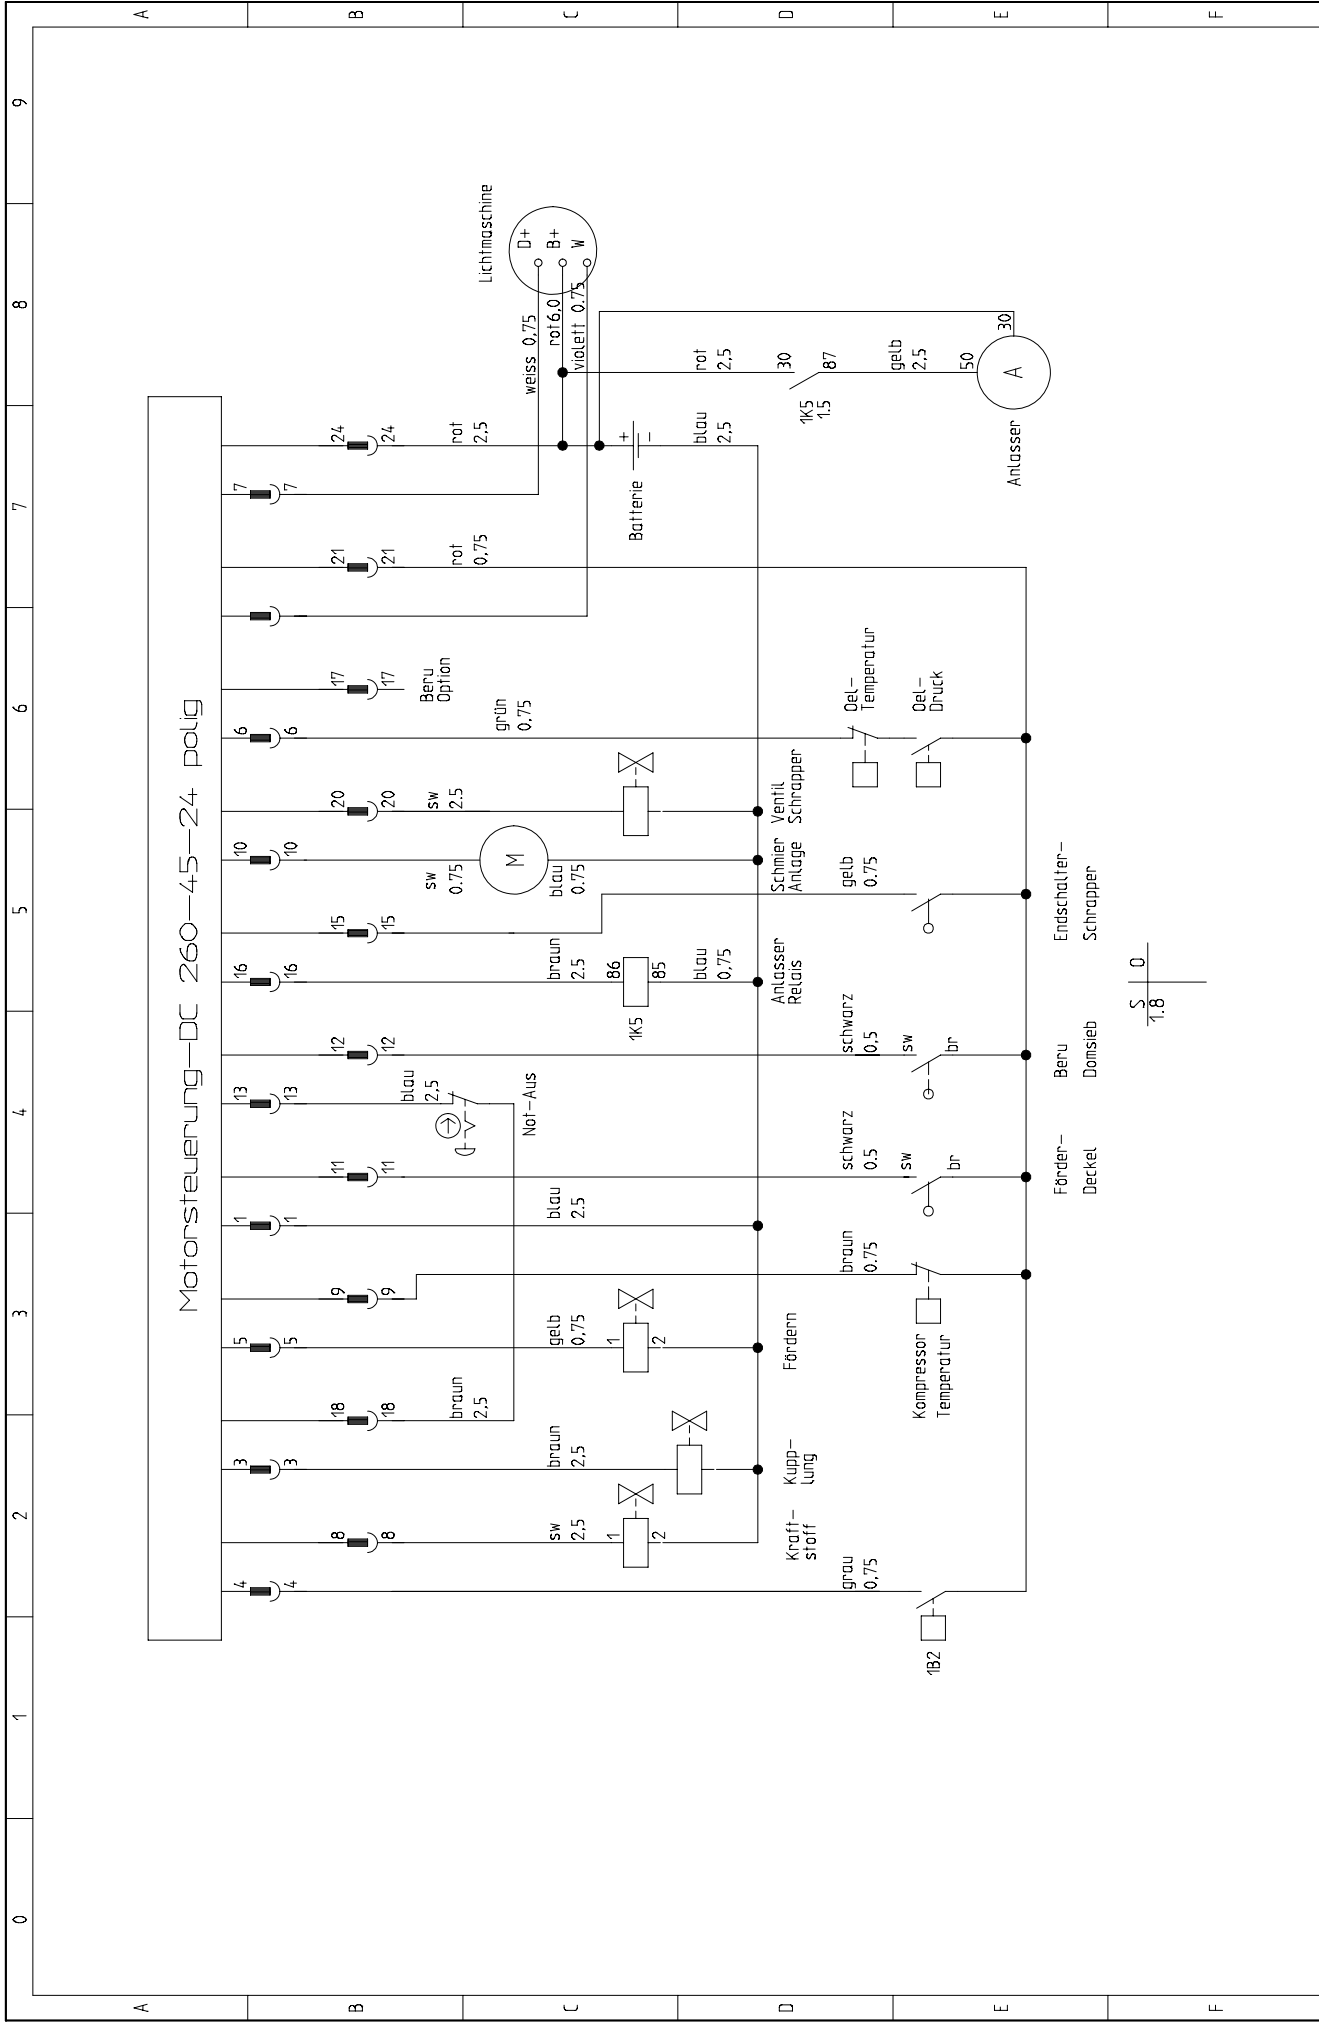 0 1 2 3 4 5 6 7 8 9
A
B
C
D
E
F
A
B
C
D
E
F
Motorsteuerung-DC 260-45-24 polig
4 8 3 18 5 9 1 11 13 12 16 15 10 20 6 17 21 7 24
4 8 3 18 5 9 1 11 13 12 16 15 10 20 6 17 21 7 24
braun
2,5
blau
2,5
Not-Aus
sw
0.75
sw
2.5
Beru
Option
rot
0,75
rot
2,5
Lichtmaschine
D+
B+
W
weiss 0,75
rot6,0
violett 0.75
sw
2,5
braun
2,5
gelb
0,75
blau
2.5
braun
2.5
M
blau
0.75
grün
0.75
1
2
1
2
1K5
86
85
Batterie
+
-
blau
0,75
blau
2,5
rot
2,5
Kraft-
stoff
Kupp-
lung
Fördern
Anlasser
Relais
Schmier
Anlage
Ventil
Schrapper
30
87
1K5
1.5
grau
0,75
braun
0.75
schwarz
0.5
schwarz
0,5
gelb
0.75
Oel-
Temperatur
gelb
2,5
1B2
Kompressor
Temperatur
sw
br
sw
br
Oel-
Druck
50
30
A
Anlasser
Förder-
Deckel
Beru
Domsieb
Endschalter-
Schrapper
S O
1.8